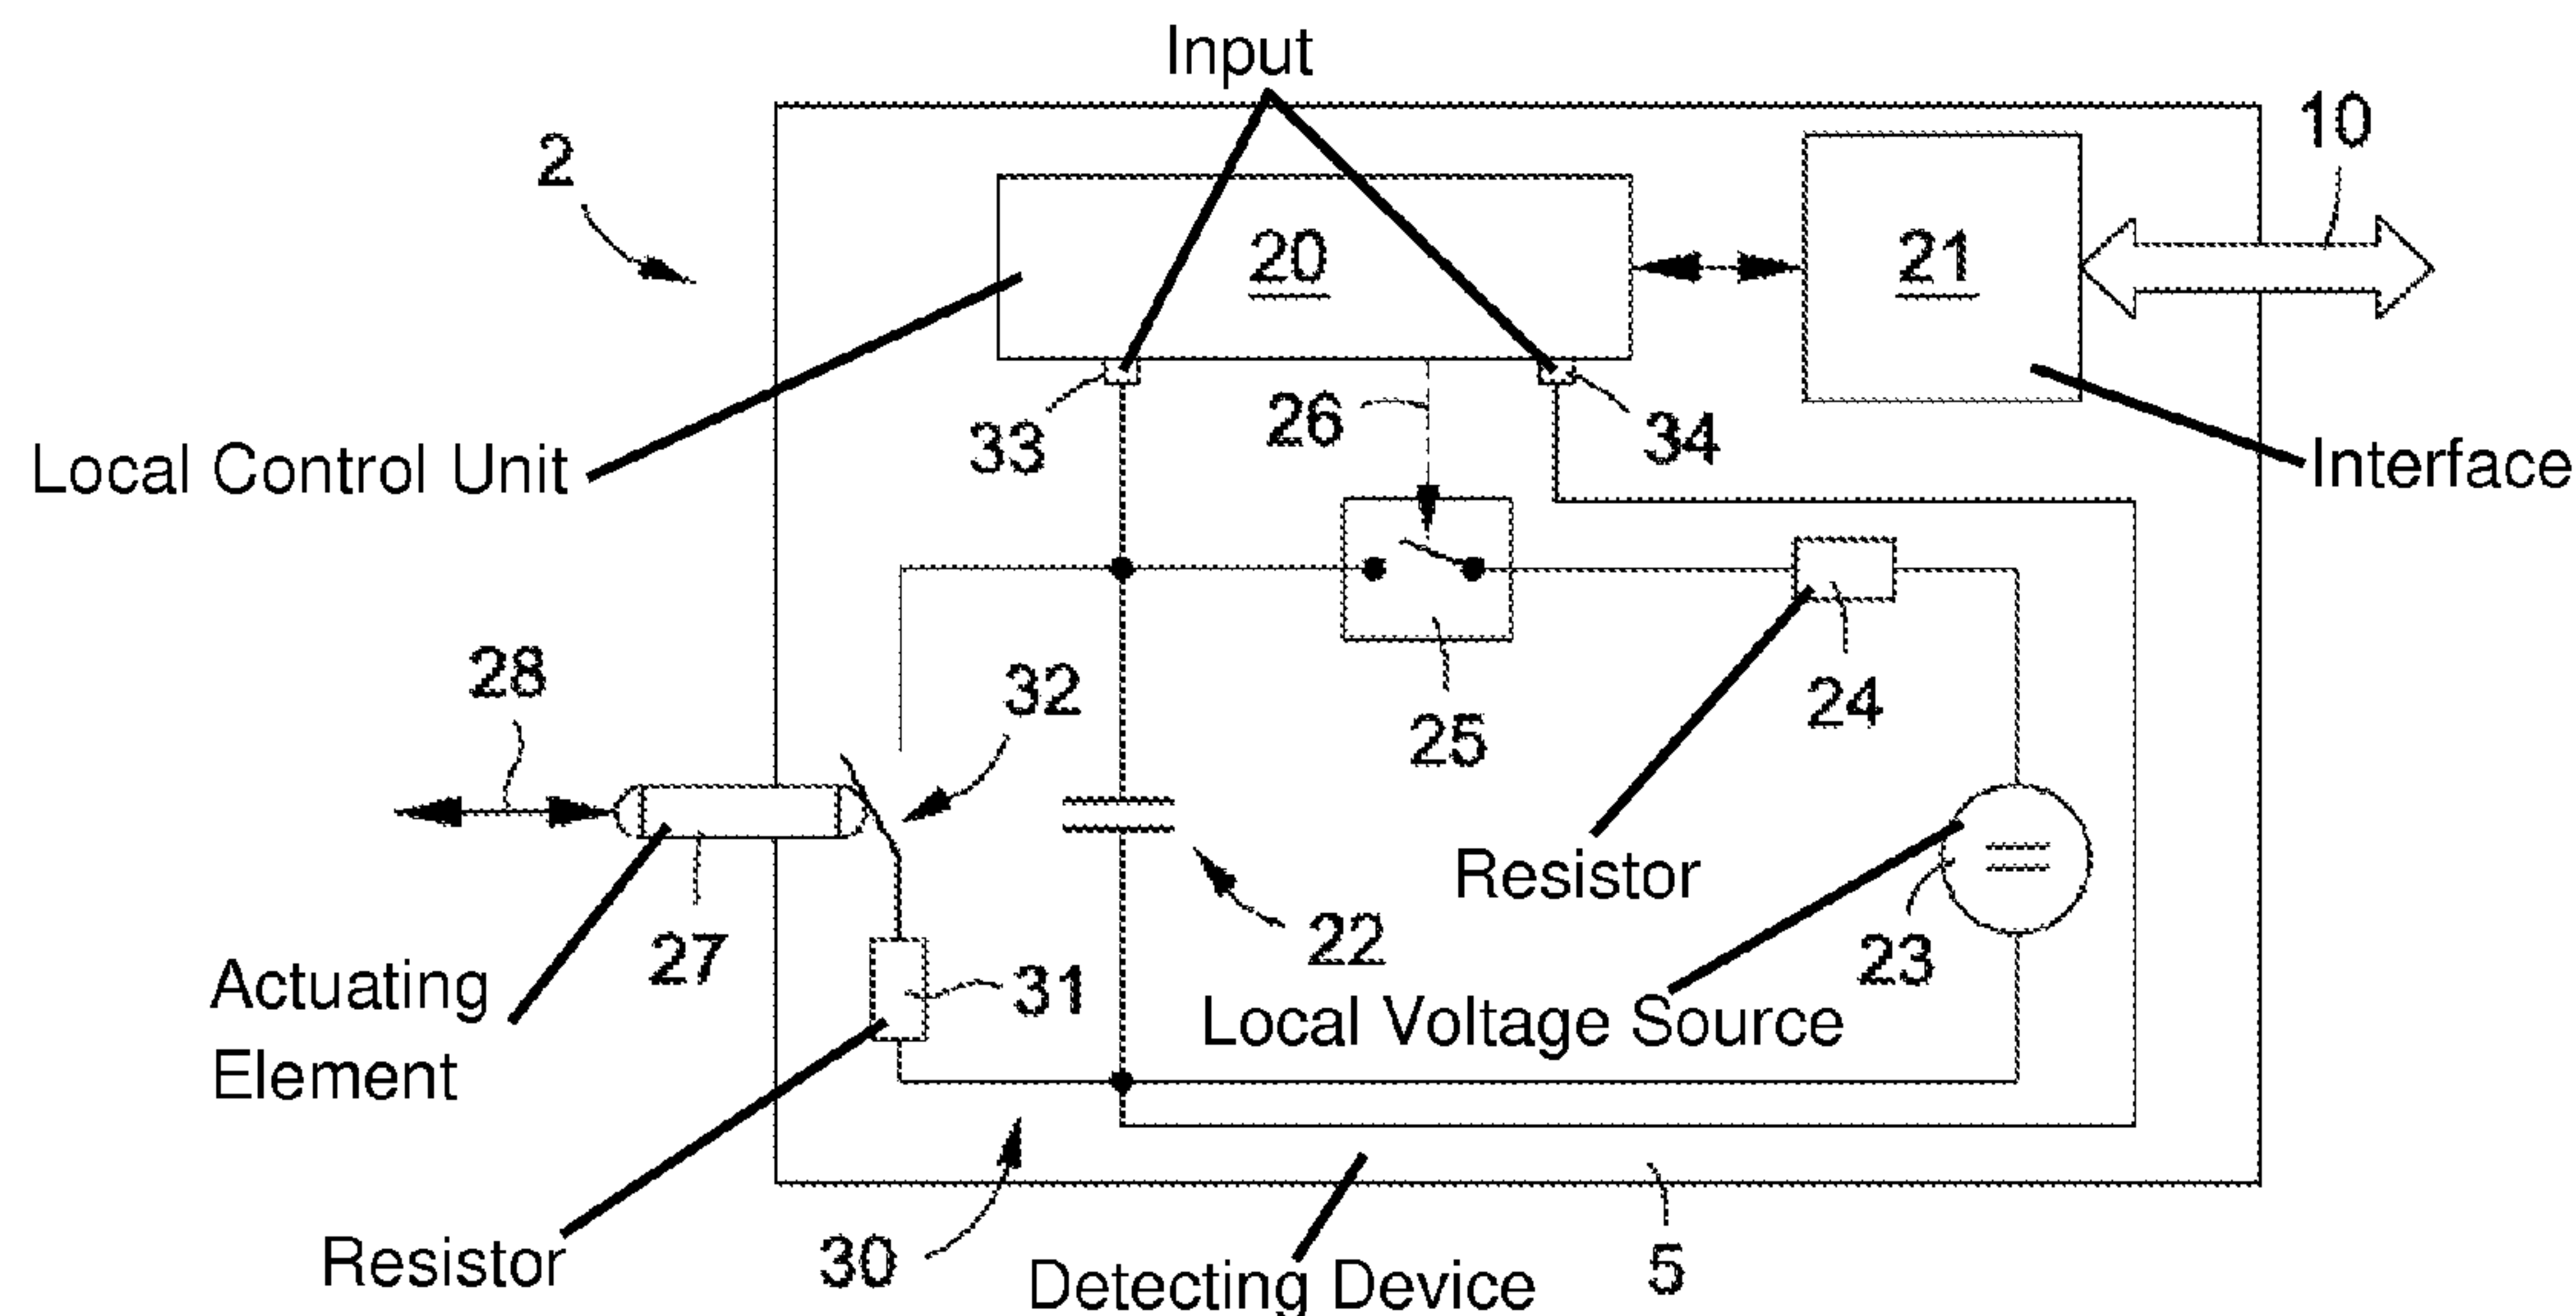 Input
2
10
20
21
Local Control Unit
33
26
34
Interface
28
32
25
24
Resistor
27
22
23
Actuating
Element
31
Local Voltage Source
Resistor
30
Detecting Device
5